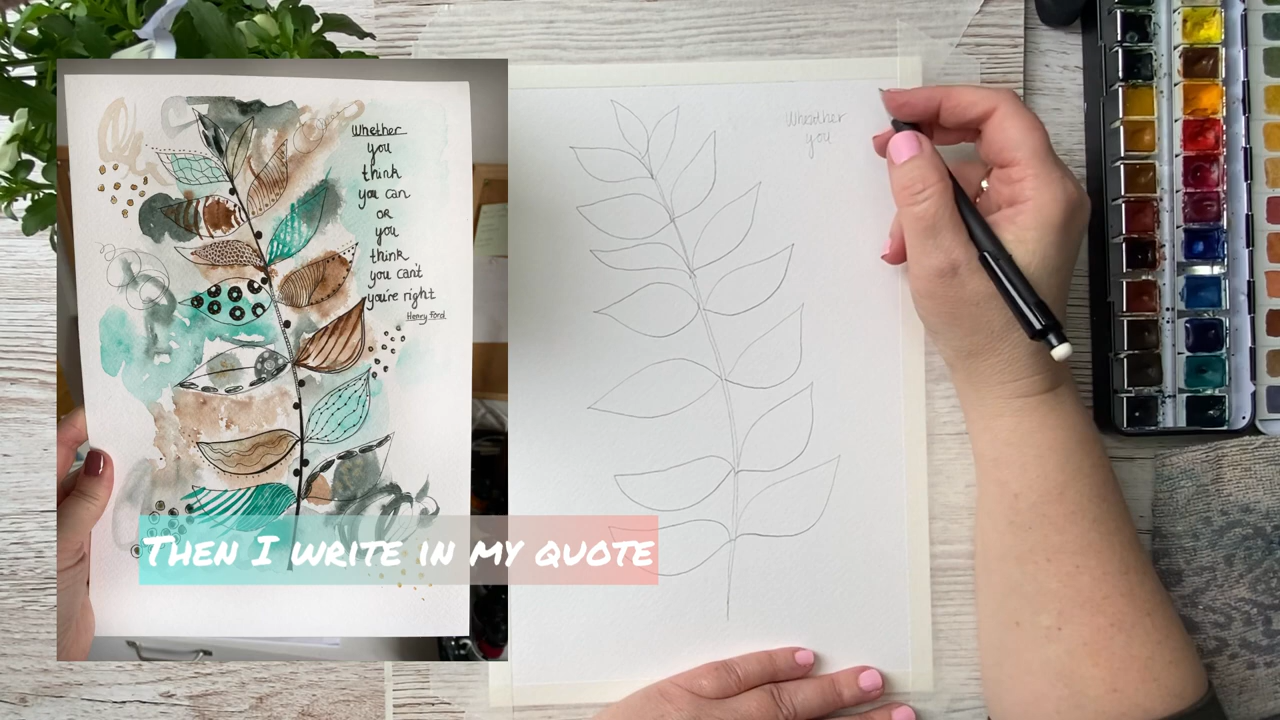 Whether
you
think
you can
or
you
think
you can't
you're right
Henry Ford
Whether
you
Then I write in my quote